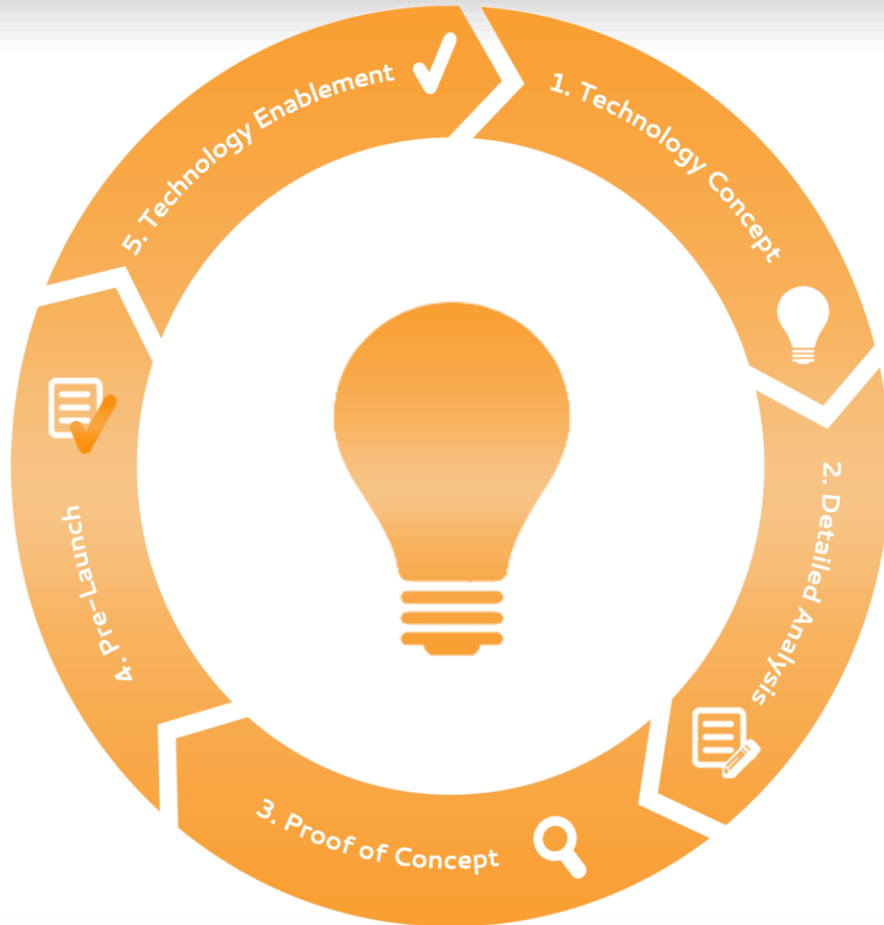 1. Technology Concept
2. Detailed Analysis
3. Proof of Concept
4. Pre-Launch
5. Technology Enablement